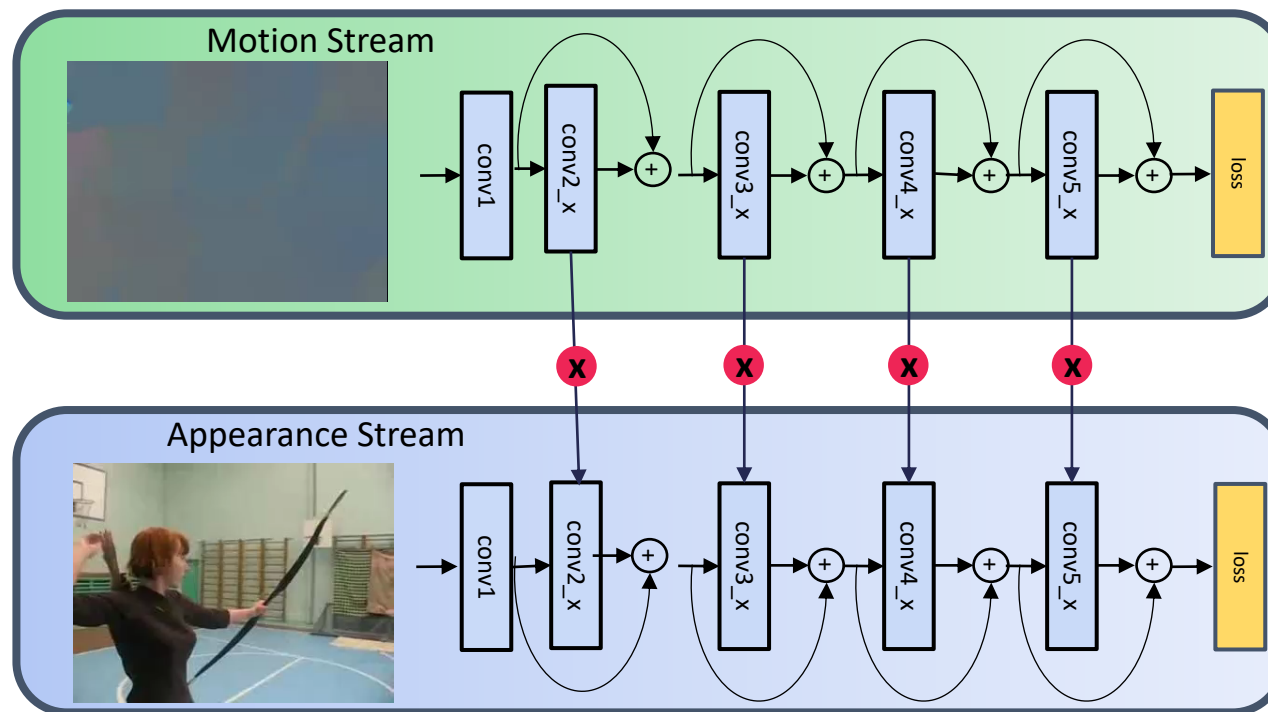 Motion Stream
conv1
conv2_x
+
conv3_x
+
conv4_x
+
conv5_x
+
loss
x
x
x
x
Appearance Stream
conv1
conv2_x
+
conv3_x
+
conv4_x
+
conv5_x
+
loss